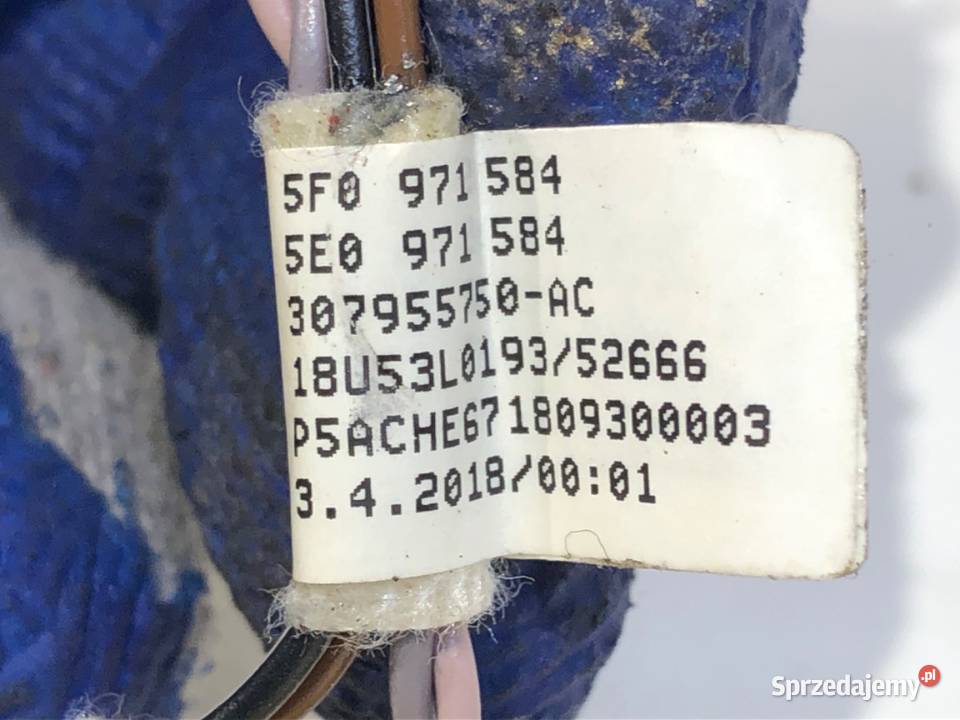 5F0 971 584
5E0 971 584
307955750-AC
18U53L0193/52666
P5ACHE671809300003
3.4.2018/00:01
Sprzedajemy.pl